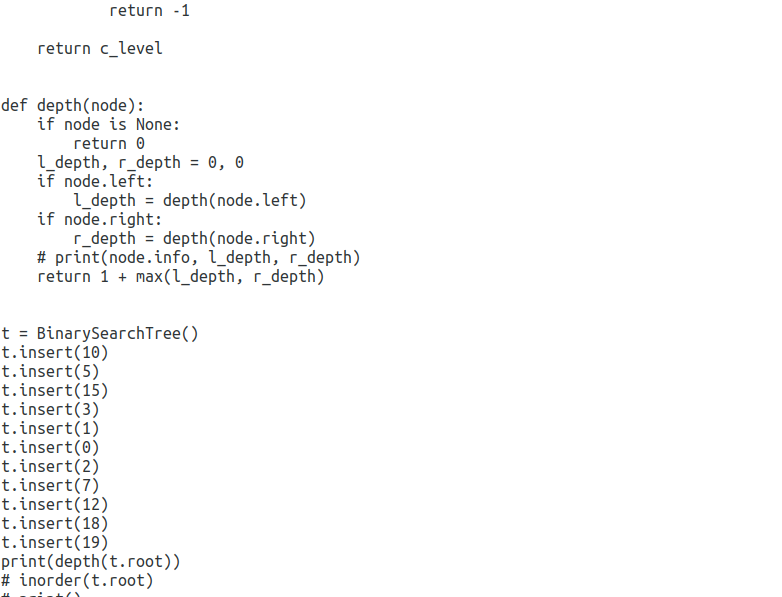 return -1

    return c_level


def depth(node):
    if node is None:
        return 0
    l_depth, r_depth = 0, 0
    if node.left:
        l_depth = depth(node.left)
    if node.right:
        r_depth = depth(node.right)
    # print(node.info, l_depth, r_depth)
    return 1 + max(l_depth, r_depth)


t = BinarySearchTree()
t.insert(10)
t.insert(5)
t.insert(15)
t.insert(3)
t.insert(1)
t.insert(0)
t.insert(2)
t.insert(7)
t.insert(12)
t.insert(18)
t.insert(19)
print(depth(t.root))
# inorder(t.root)
# print()